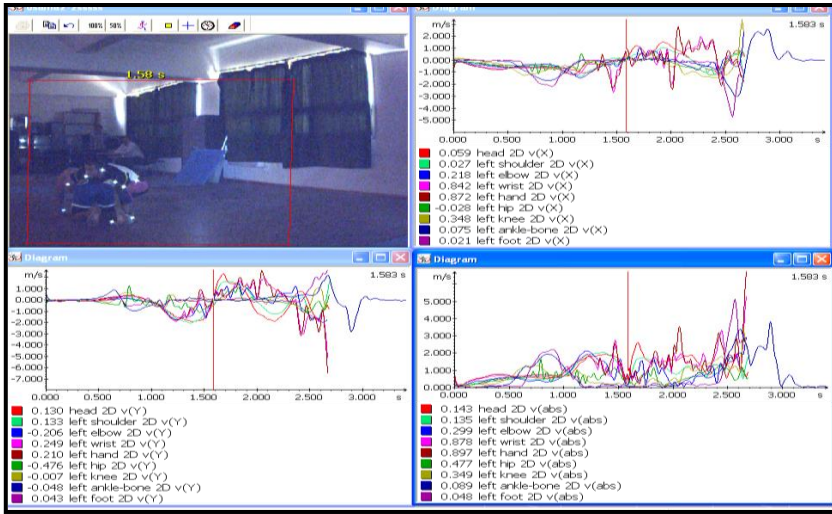 100% 50%
1.58 s
Diagram
m/s
1.583 s
2.000
1.000
0.000
-1.000
-2.000
-3.000
-4.000
-5.000
0.000 0.500 1.000 1.500 2.000 2.500 3.000 s
0.059 head 2D v(X)
0.027 left shoulder 2D v(X)
0.218 left elbow 2D v(X)
0.842 left wrist 2D v(X)
0.872 left hand 2D v(X)
-0.028 left hip 2D v(X)
0.348 left knee 2D v(X)
0.075 left ankle-bone 2D v(X)
0.021 left foot 2D v(X)
Diagram
m/s
1.583 s
1.000
0.000
-1.000
-2.000
-3.000
-4.000
-5.000
-6.000
-7.000
0.000 0.500 1.000 1.500 2.000 2.500 3.000 s
0.130 head 2D v(Y)
0.133 left shoulder 2D v(Y)
-0.206 left elbow 2D v(Y)
0.249 left wrist 2D v(Y)
0.210 left hand 2D v(Y)
-0.476 left hip 2D v(Y)
-0.007 left knee 2D v(Y)
-0.048 left ankle-bone 2D v(Y)
0.043 left foot 2D v(Y)
Diagram
m/s
1.583 s
5.000
4.000
3.000
2.000
1.000
0.000
0.000 0.500 1.000 1.500 2.000 2.500 3.000 s
0.143 head 2D v(abs)
0.135 left shoulder 2D v(abs)
0.299 left elbow 2D v(abs)
0.878 left wrist 2D v(abs)
0.897 left hand 2D v(abs)
0.477 left hip 2D v(abs)
0.349 left knee 2D v(abs)
0.089 left ankle-bone 2D v(abs)
0.048 left foot 2D v(abs)